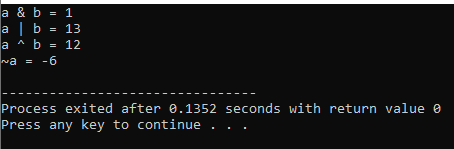 a & b = 1
a | b = 13
a ^ b = 12
~a = -6
--------------------------------
Process exited after 0.1352 seconds with return value 0
Press any key to continue . . .